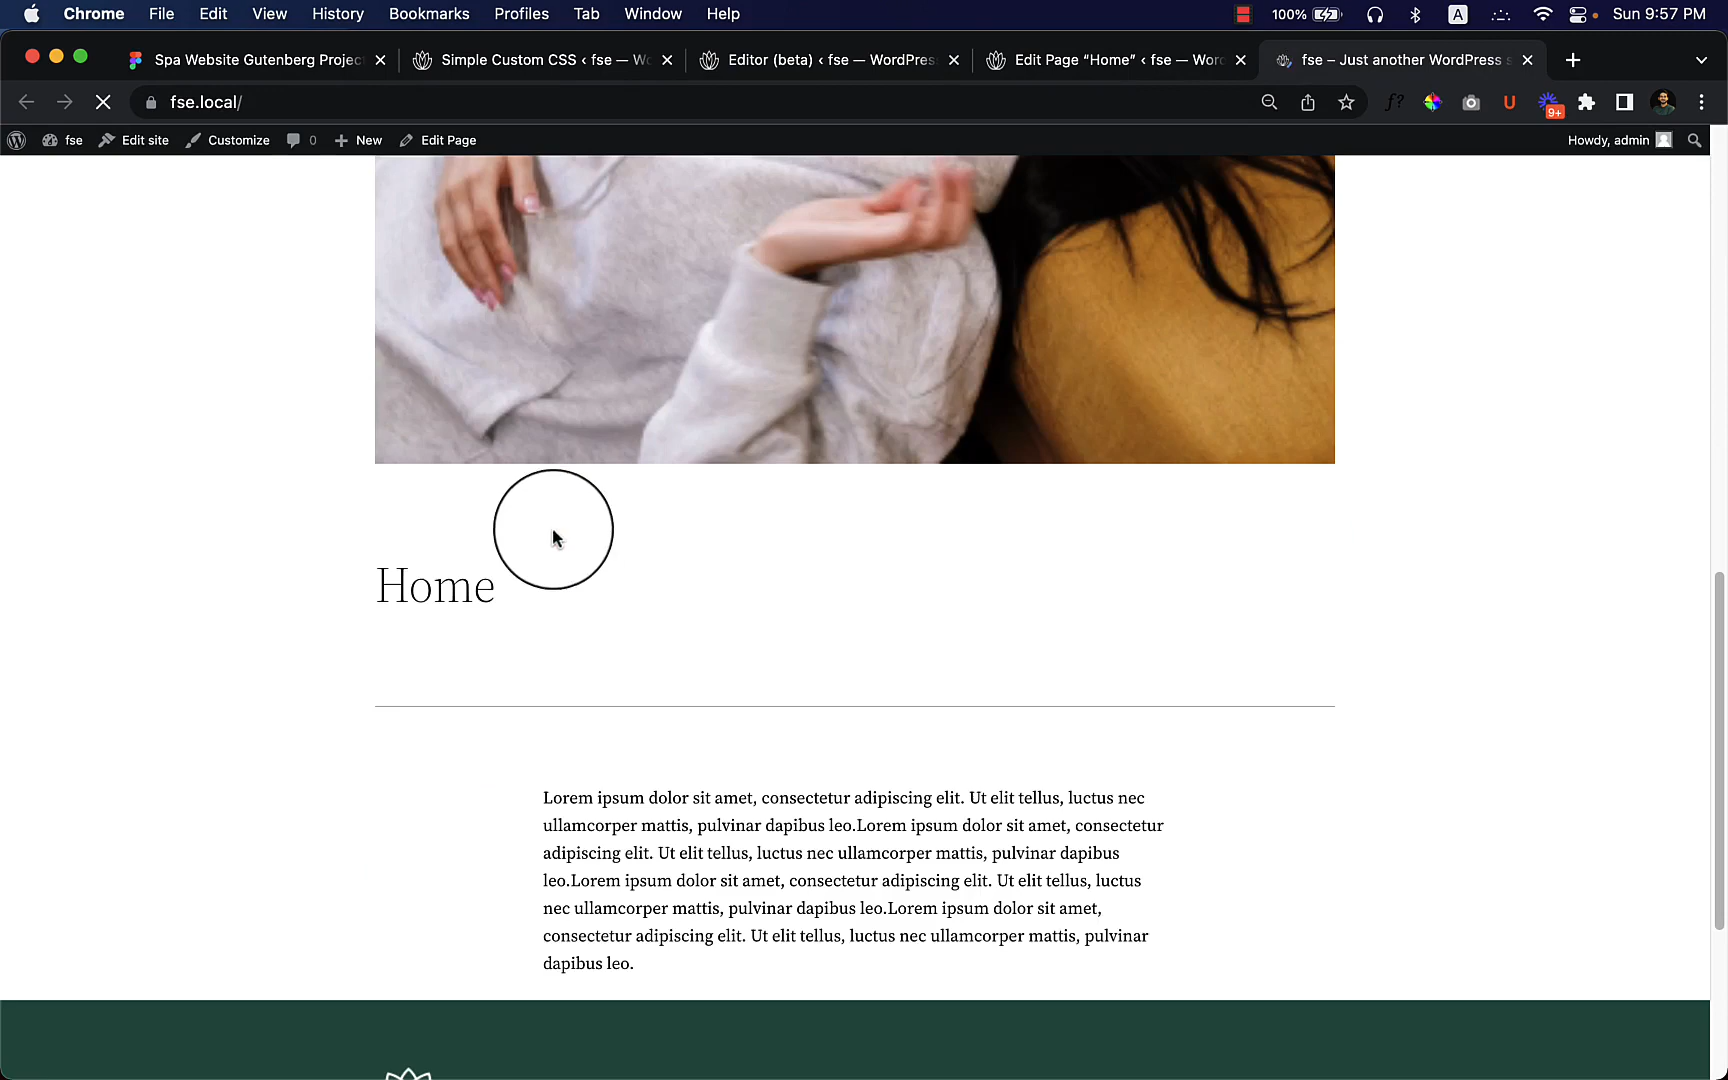 Chrome File Edit View History Bookmarks Profiles Tab Window Help 100% A Sun 9:57 PM
Spa Website Gutenberg Projec Simple Custom CSS ‹ fse — Wo Editor (beta) ‹ fse — WordPres Edit Page “Home” ‹ fse — Wor fse – Just another WordPress s
fse.local/ f? U 9+
fse Edit site Customize 0 New Edit Page Howdy, admin
Home
Lorem ipsum dolor sit amet, consectetur adipiscing elit. Ut elit tellus, luctus nec
ullamcorper mattis, pulvinar dapibus leo.Lorem ipsum dolor sit amet, consectetur
adipiscing elit. Ut elit tellus, luctus nec ullamcorper mattis, pulvinar dapibus
leo.Lorem ipsum dolor sit amet, consectetur adipiscing elit. Ut elit tellus, luctus
nec ullamcorper mattis, pulvinar dapibus leo.Lorem ipsum dolor sit amet,
consectetur adipiscing elit. Ut elit tellus, luctus nec ullamcorper mattis, pulvinar
dapibus leo.